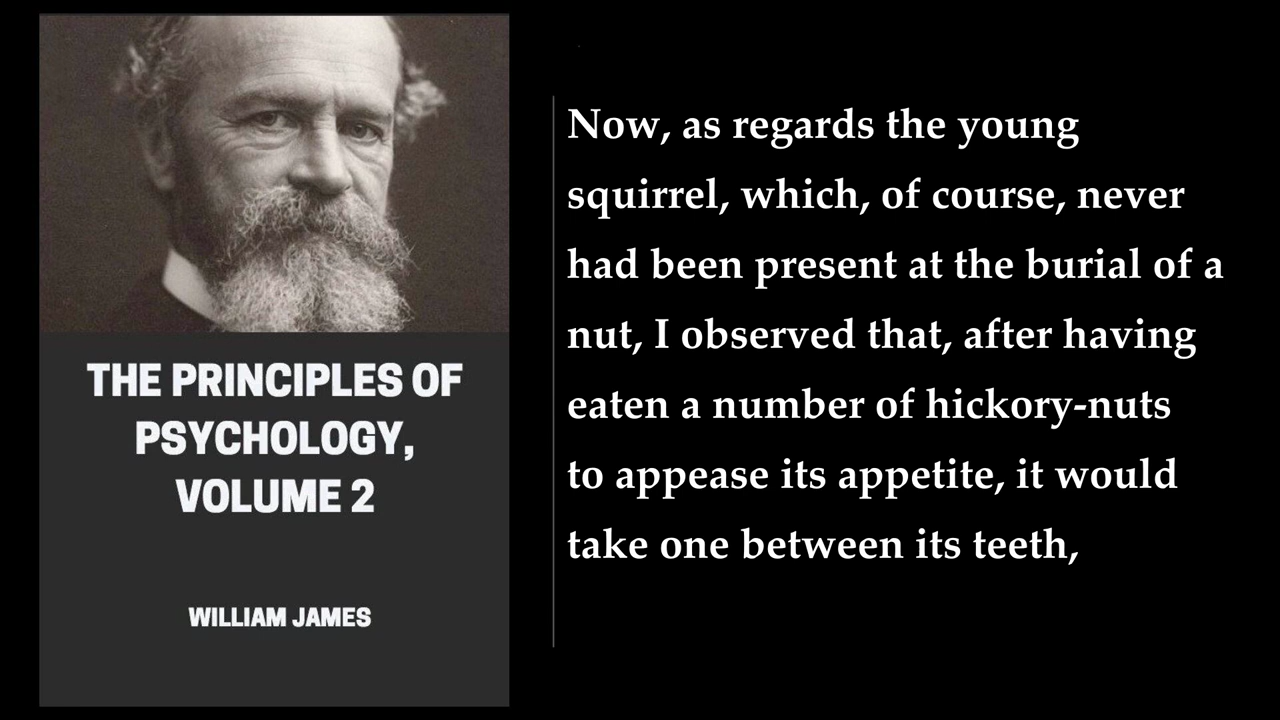 THE PRINCIPLES OF
PSYCHOLOGY,
VOLUME 2
WILLIAM JAMES
Now, as regards the young
squirrel, which, of course, never
had been present at the burial of a
nut, I observed that, after having
eaten a number of hickory-nuts
to appease its appetite, it would
take one between its teeth,